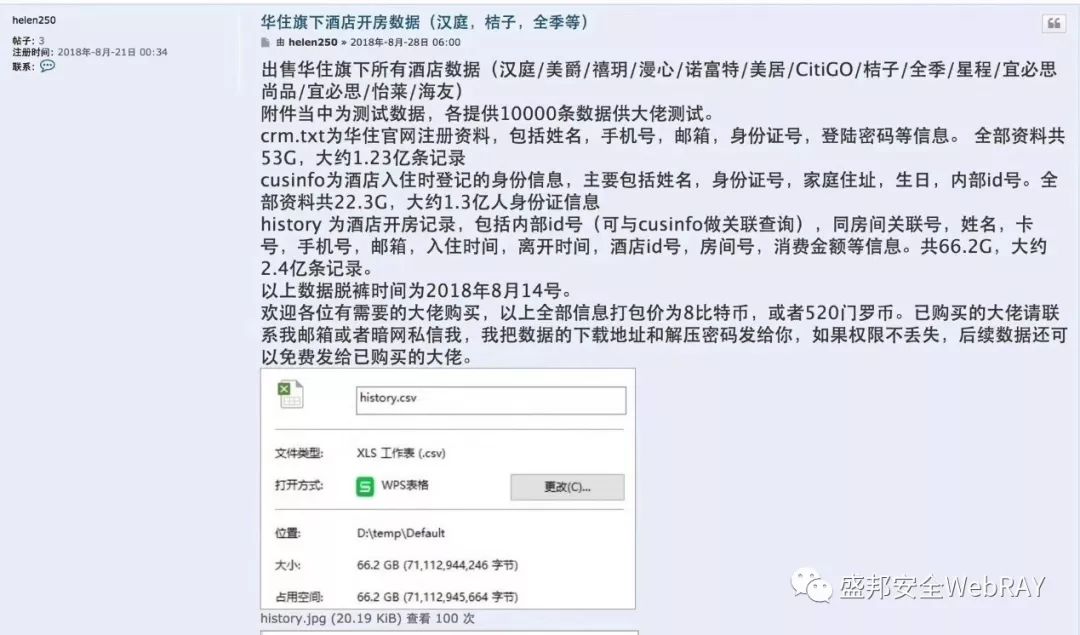 helen250
帖子: 3
注册时间: 2018年-8月-21日 00:34
联系:
华住旗下酒店开房数据（汉庭，桔子，全季等）
由 helen250 » 2018年-8月-28日 06:00
出售华住旗下所有酒店数据（汉庭/美爵/禧玥/漫心/诺富特/美居/CitiGO/桔子/全季/星程/宜必思
尚品/宜必思/怡莱/海友）
附件当中为测试数据，各提供10000条数据供大佬测试。
crm.txt为华住官网注册资料，包括姓名，手机号，邮箱，身份证号，登陆密码等信息。 全部资料共
53G，大约1.23亿条记录
cusinfo为酒店入住时登记的身份信息，主要包括姓名，身份证号，家庭住址，生日，内部id号。全
部资料共22.3G，大约1.3亿人身份证信息
history 为酒店开房记录，包括内部id号（可与cusinfo做关联查询），同房间关联号，姓名，卡
号，手机号，邮箱，入住时间，离开时间，酒店id号，房间号，消费金额等信息。共66.2G，大约
2.4亿条记录。
以上数据脱裤时间为2018年8月14号。
欢迎各位有需要的大佬购买，以上全部信息打包价为8比特币，或者520门罗币。已购买的大佬请联
系我邮箱或者暗网私信我，我把数据的下载地址和解压密码发给你，如果权限不丢失，后续数据还可
以免费发给已购买的大佬。
history.csv
文件类型: XLS 工作表 (.csv)
打开方式: WPS表格 更改(C)...
位置: D:\temp\Default
大小: 66.2 GB (71,112,944,246 字节)
占用空间: 66.2 GB (71,112,945,664 字节)
history.jpg (20.19 KiB) 查看 100 次
盛邦安全WebRAY